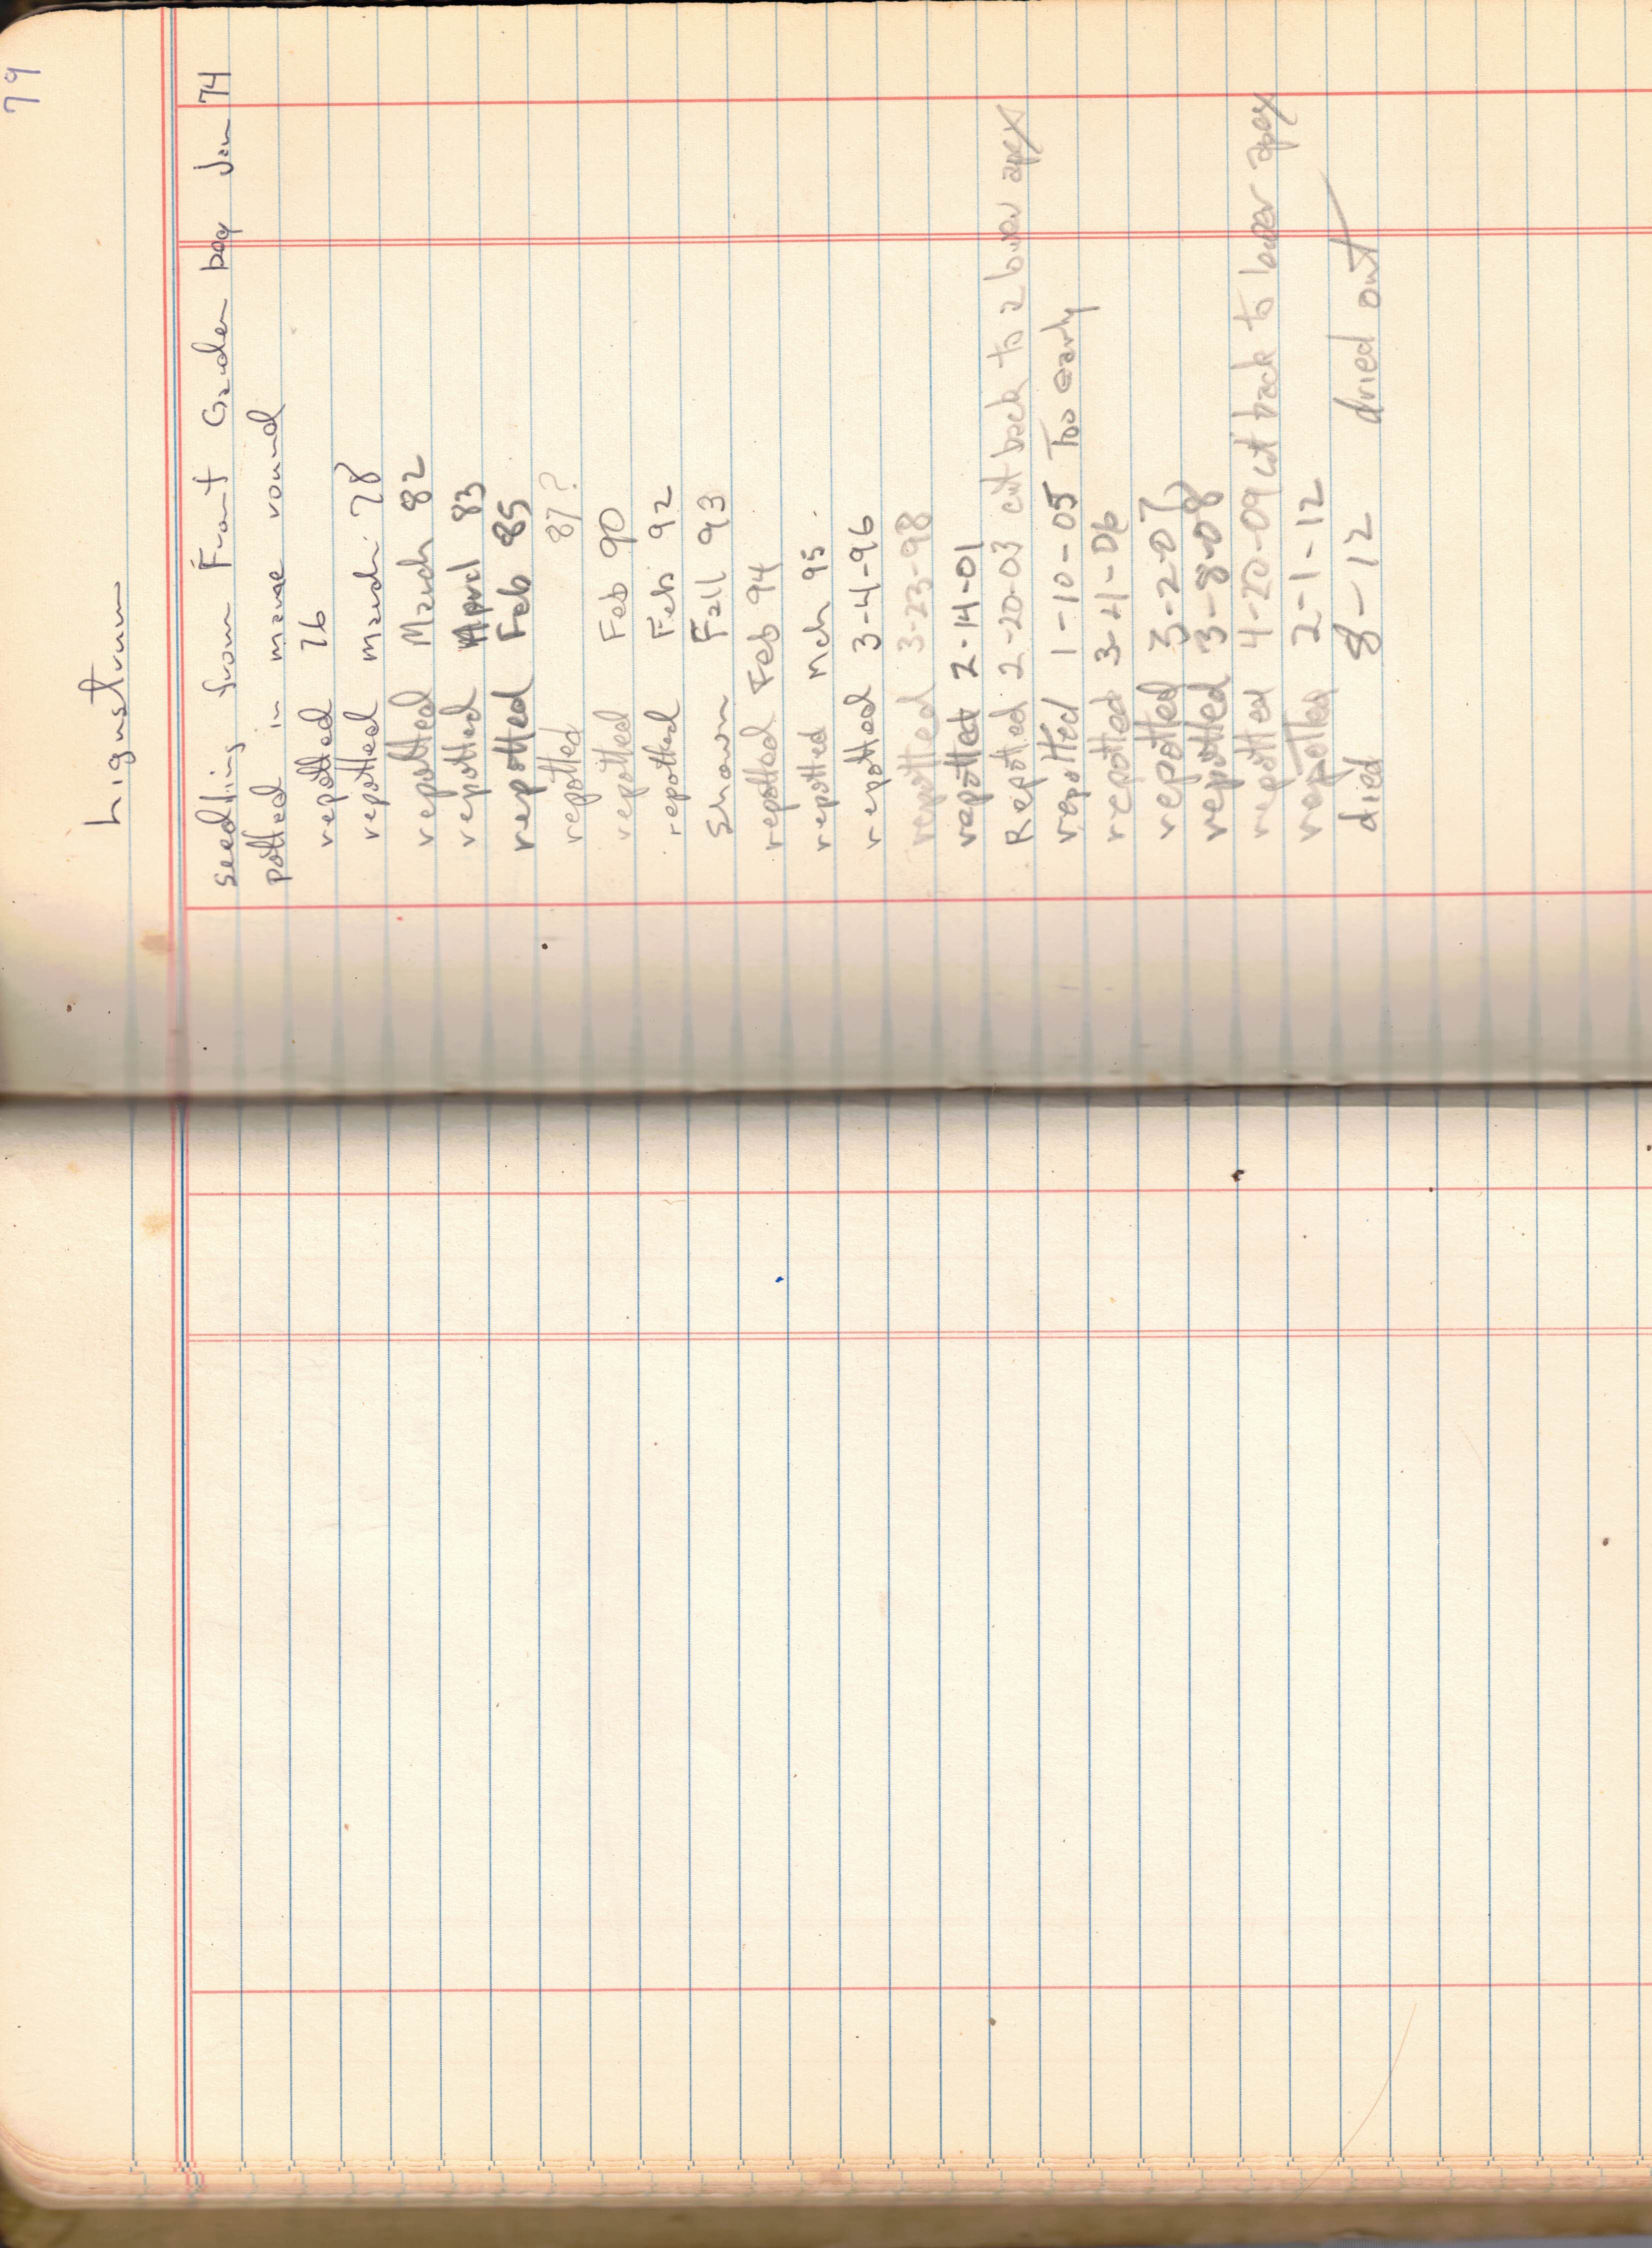 79
Ligustrum
seedling from Front Garden bed Jan 74
potted in round
repotted 76
repotted march 78
repotted March 82
repotted April 83
repotted Feb 85
repotted 87?
repotted Feb 90
repotted Feb 92
Shown Fall 93
repotted Feb 94
repotted Mch 95
repotted 3-4-96
repotted 3-23-98
repotted 2-14-01
Repotted 2-20-03 cut back to a lower apex
repotted 1-10-05 Too early
repotted 3-4-06
repotted 3-2-07
repotted 3-8-08
repotted 4-20-09 cut back to lower apex
repotted 2-1-12
died 8-12 dried out